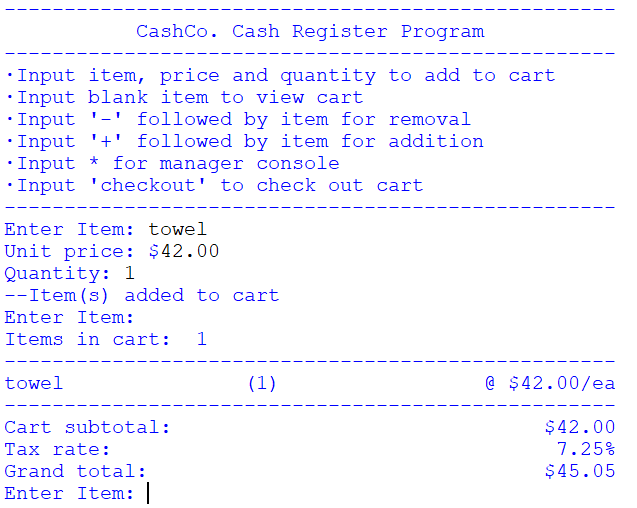 ---------------------------------------------------
CashCo. Cash Register Program
---------------------------------------------------
·Input item, price and quantity to add to cart
·Input blank item to view cart
·Input '-' followed by item for removal
·Input '+' followed by item for addition
·Input * for manager console
·Input 'checkout' to check out cart
---------------------------------------------------
Enter Item: towel
Unit price: $42.00
Quantity: 1
--Item(s) added to cart
Enter Item:
Items in cart:  1
---------------------------------------------------
towel               (1)                 @ $42.00/ea
---------------------------------------------------
Cart subtotal:                               $42.00
Tax rate:                                     7.25%
Grand total:                                 $45.05
Enter Item: